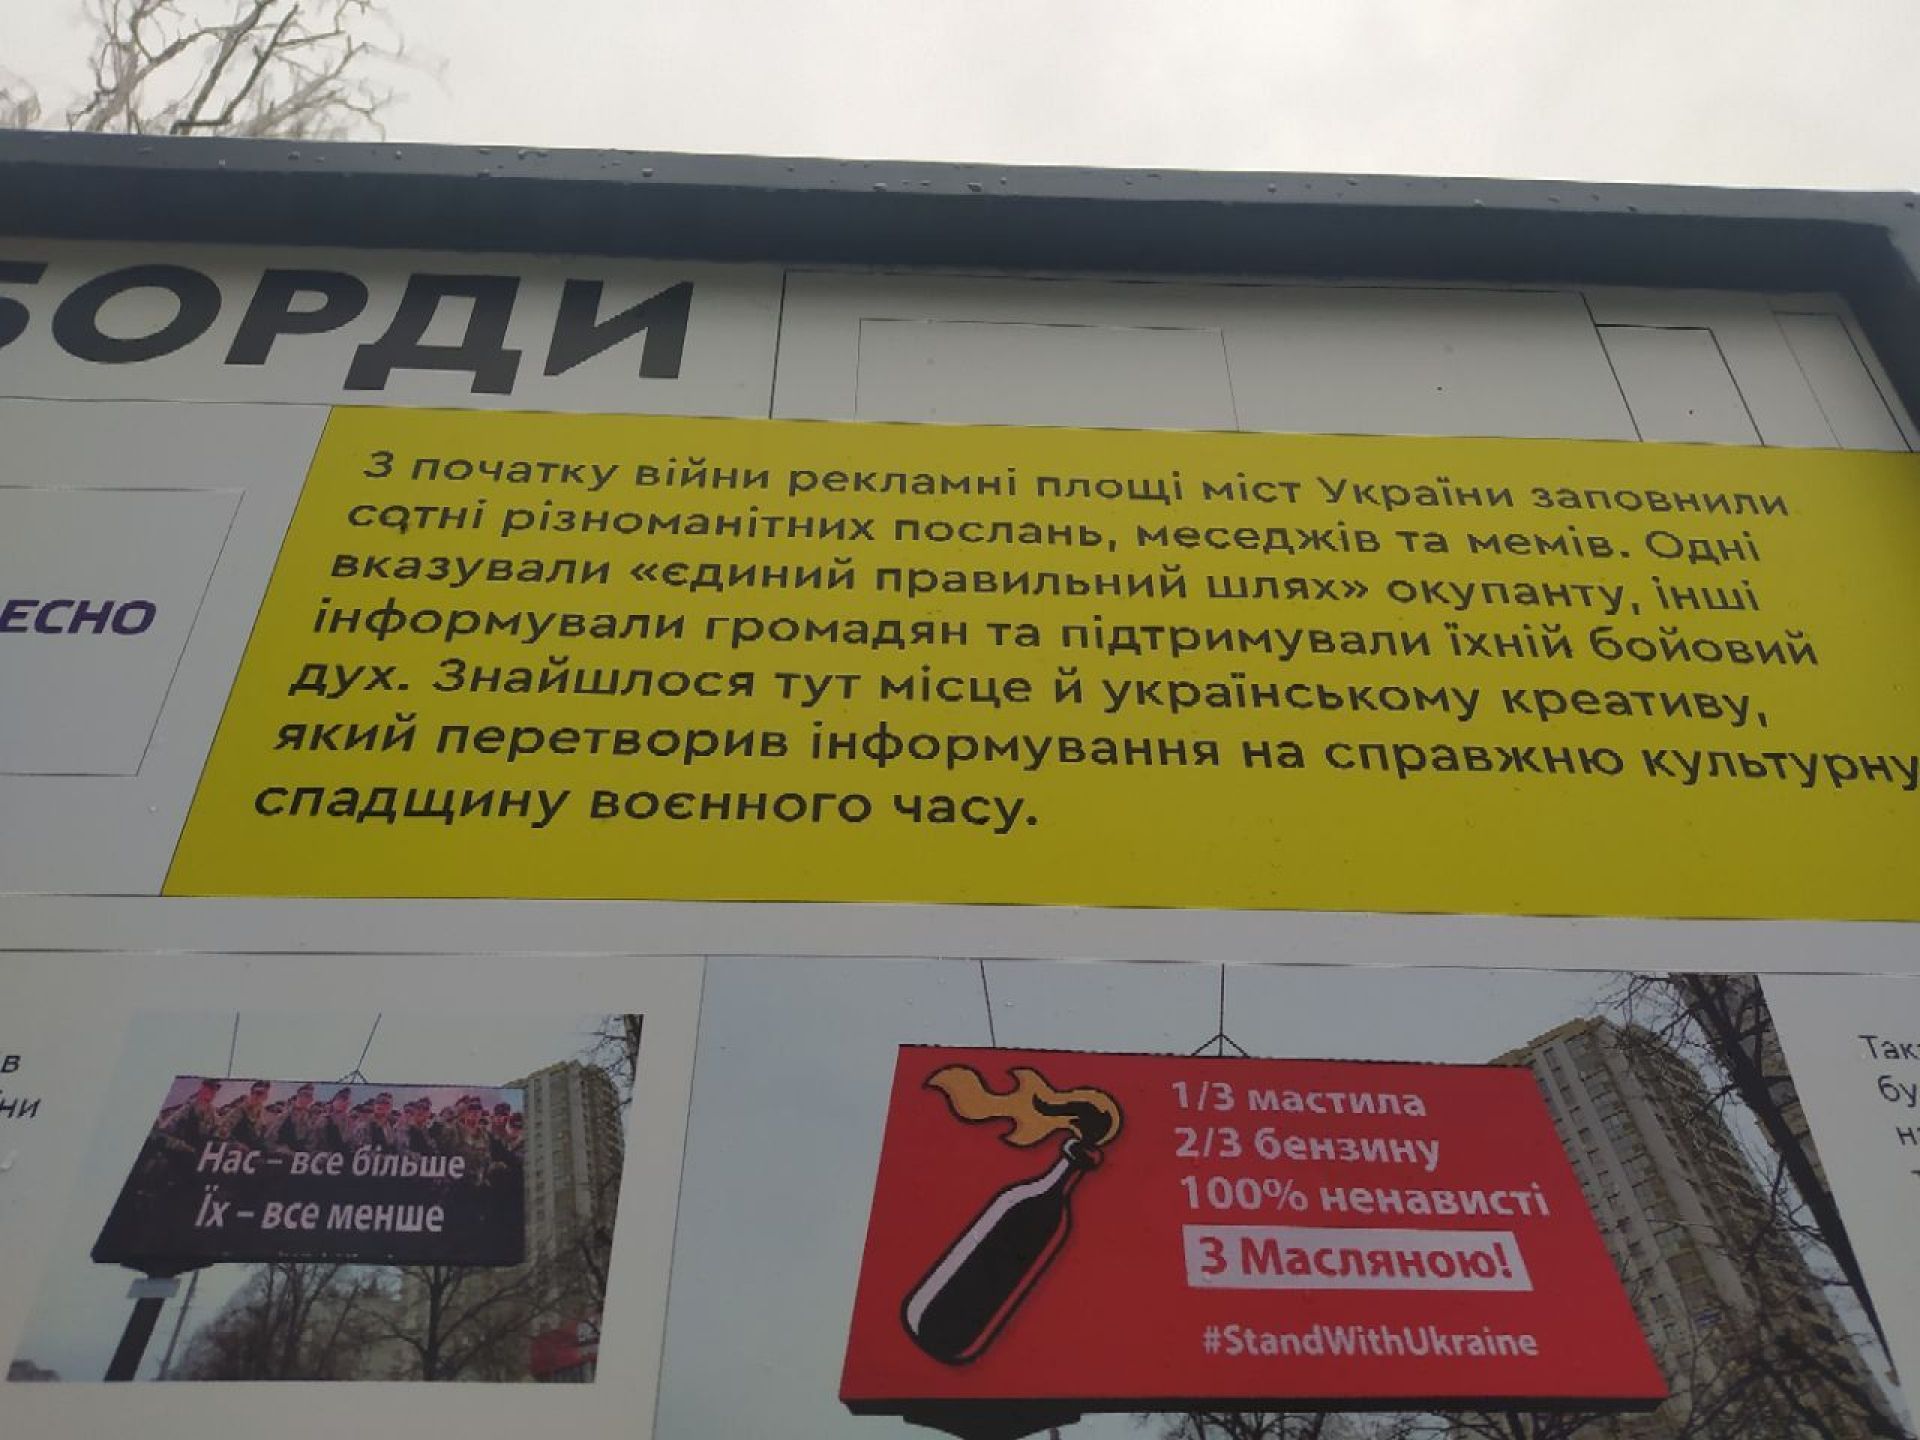 БОРДИ
З початку війни рекламні площі міст України заповнили
сотні різноманітних послань, меседжів та мемів. Одні
вказували «єдиний правильний шлях» окупанту, інші
інформували громадян та підтримували їхній бойовий
дух. Знайшлося тут місце й українському креативу,
який перетворив інформування на справжню культурну
спадщину воєнного часу.
ЕСНО
Нас – все більше
Їх – все менше
1/3 мастила
2/3 бензину
100% ненависті
З Масляною!
#StandWithUkraine